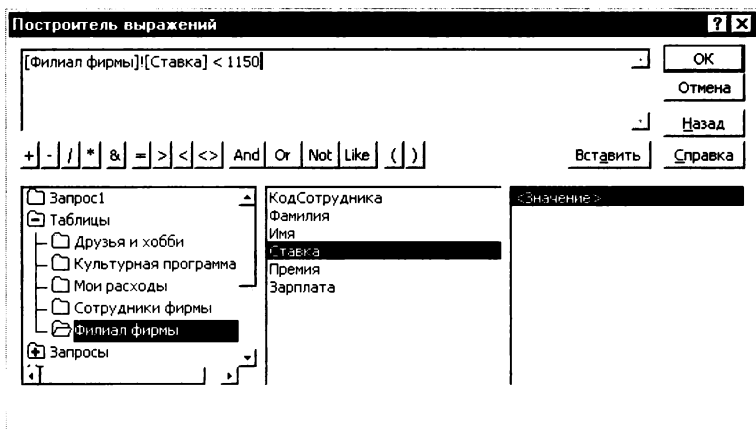 Построитель выражений
[Филиал фирмы]![Ставка] < 1150
ОК
Отмена
Назад
+ - / * & = > < <> And Or Not Like ( ) Вставить Справка
Запрос1
Таблицы
Друзья и хобби
Культурная программа
Мои расходы
Сотрудники фирмы
Филиал фирмы
Запросы
КодСотрудника
Фамилия
Имя
Ставка
Премия
Зарплата
<Значение>